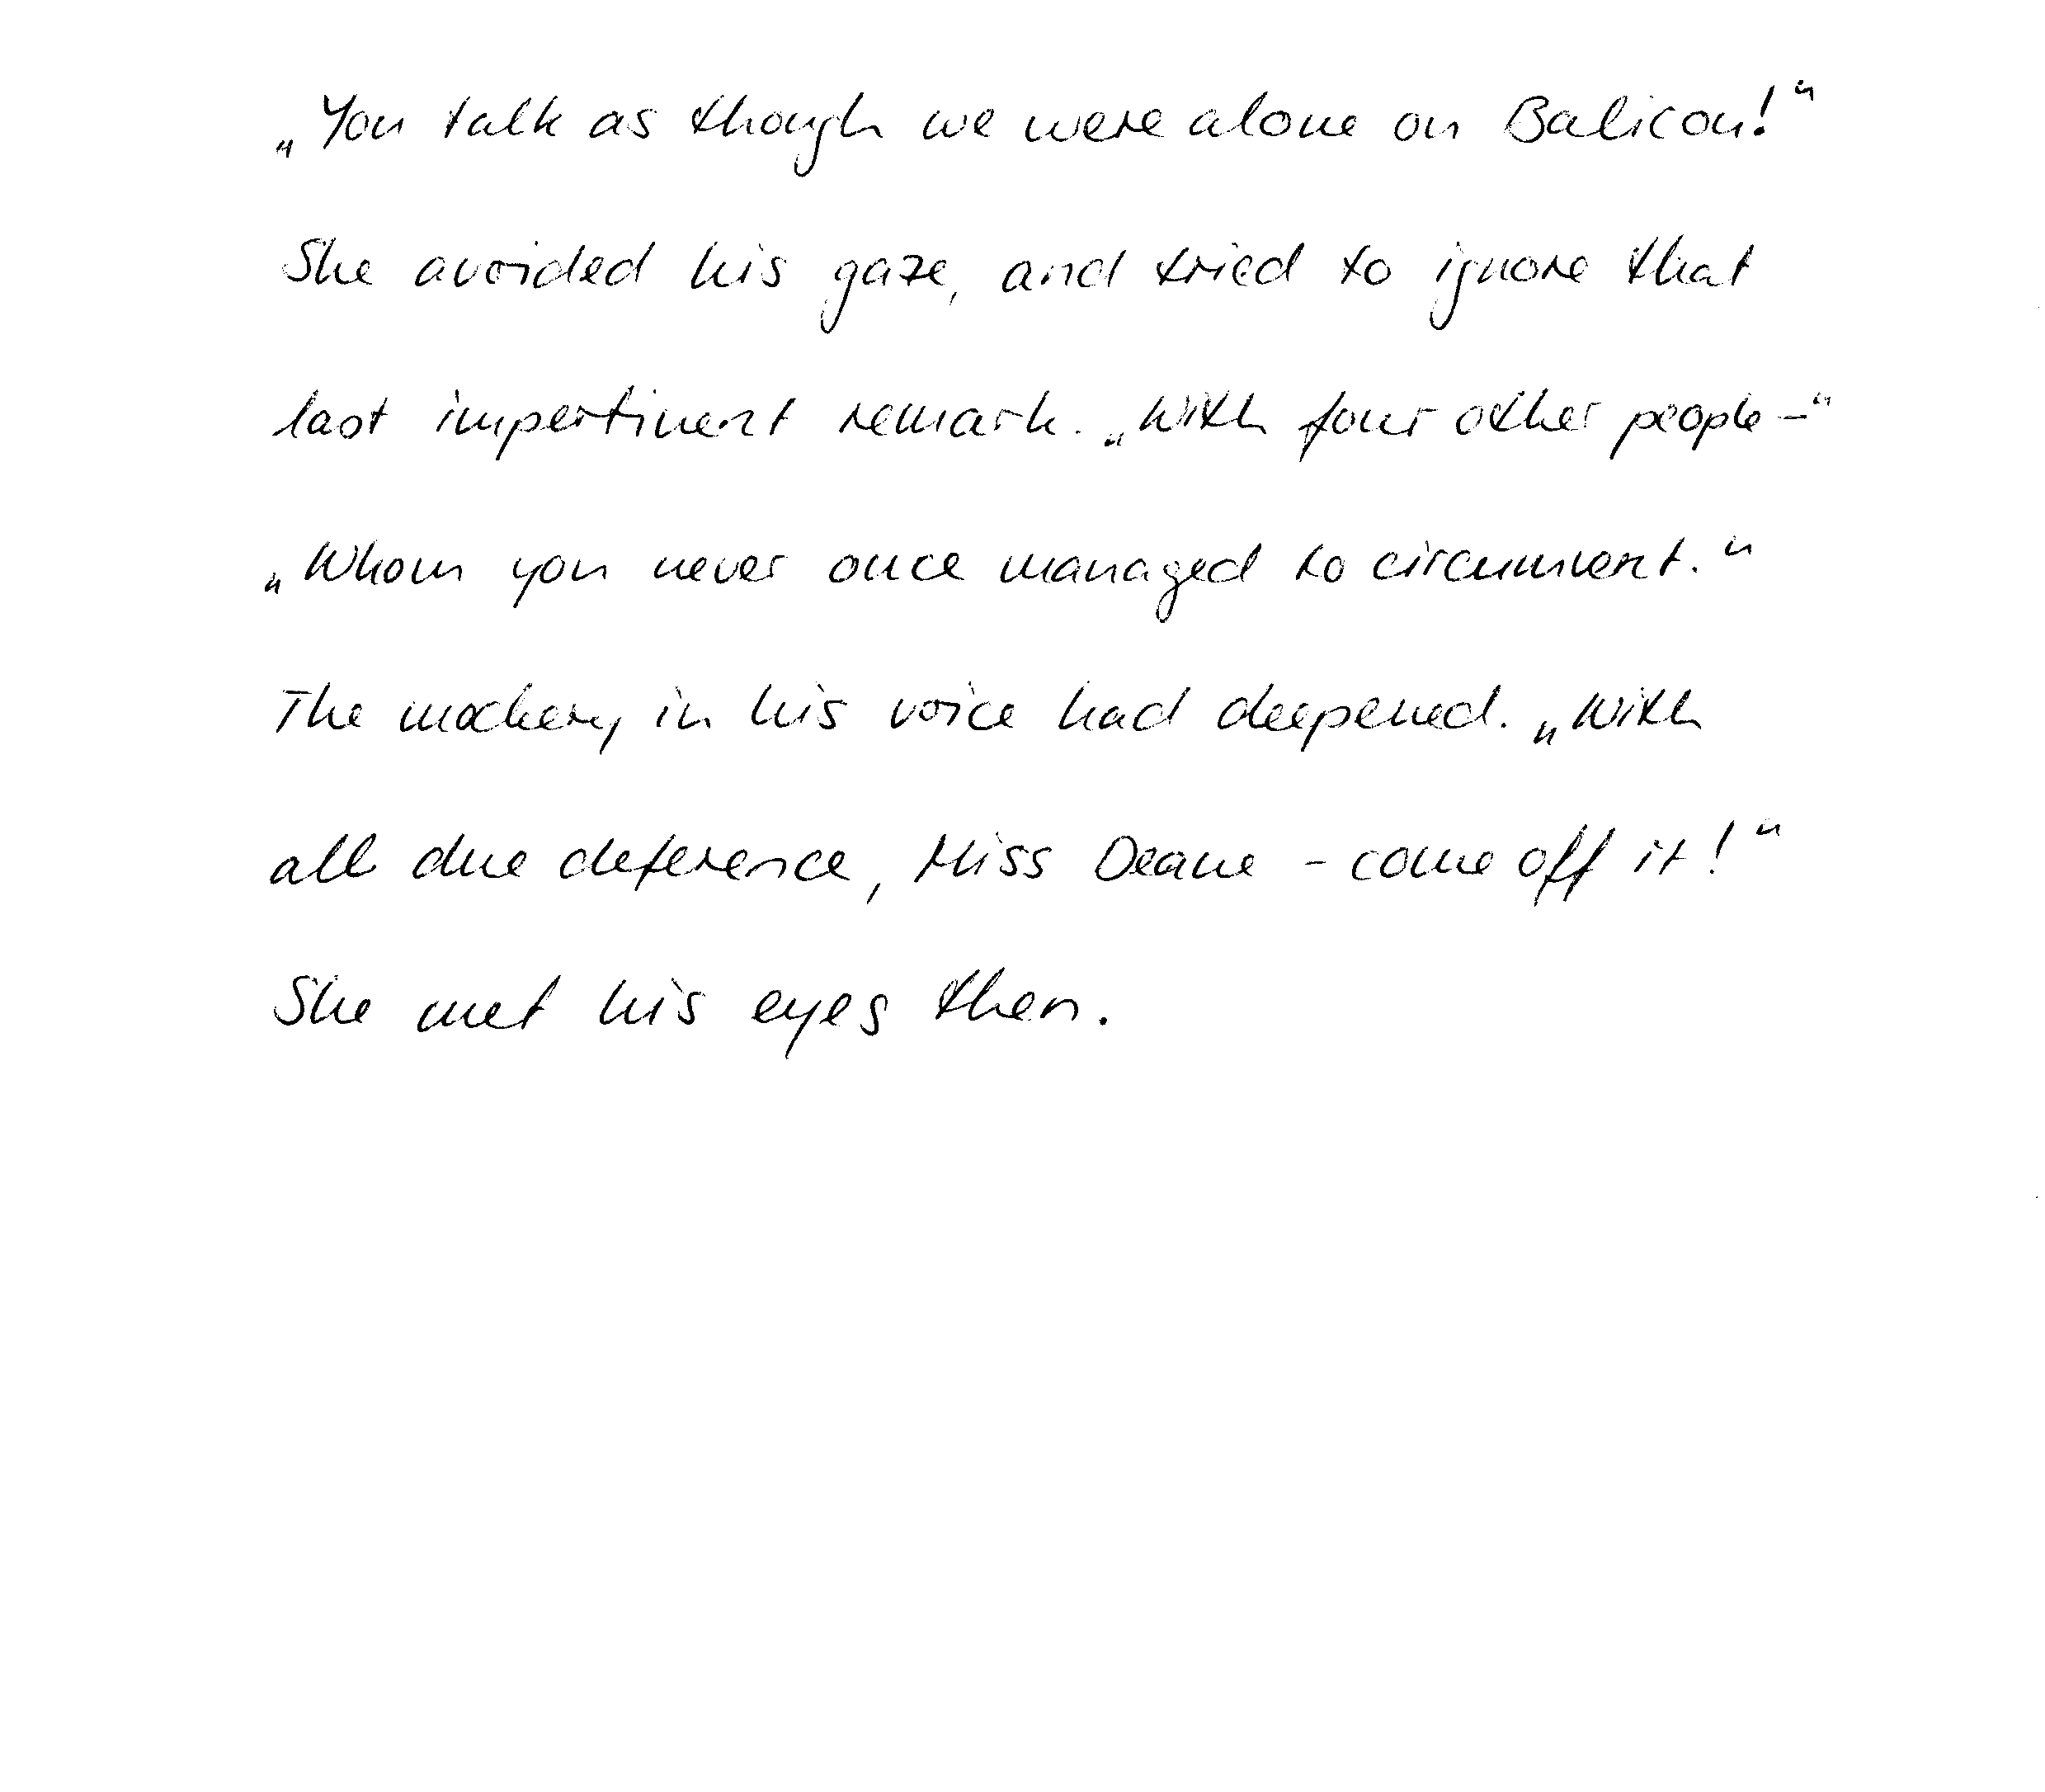 „You talk as though we were alone on Balicou!“
She avoided his gaze, and tried to ignore that
last impertinent remark. „With four other people –“
„Whom you never once managed to circumvent.“
The mockery in his voice had deepened. „With
all due deference, Miss Deane – come off it!“
She met his eyes then.